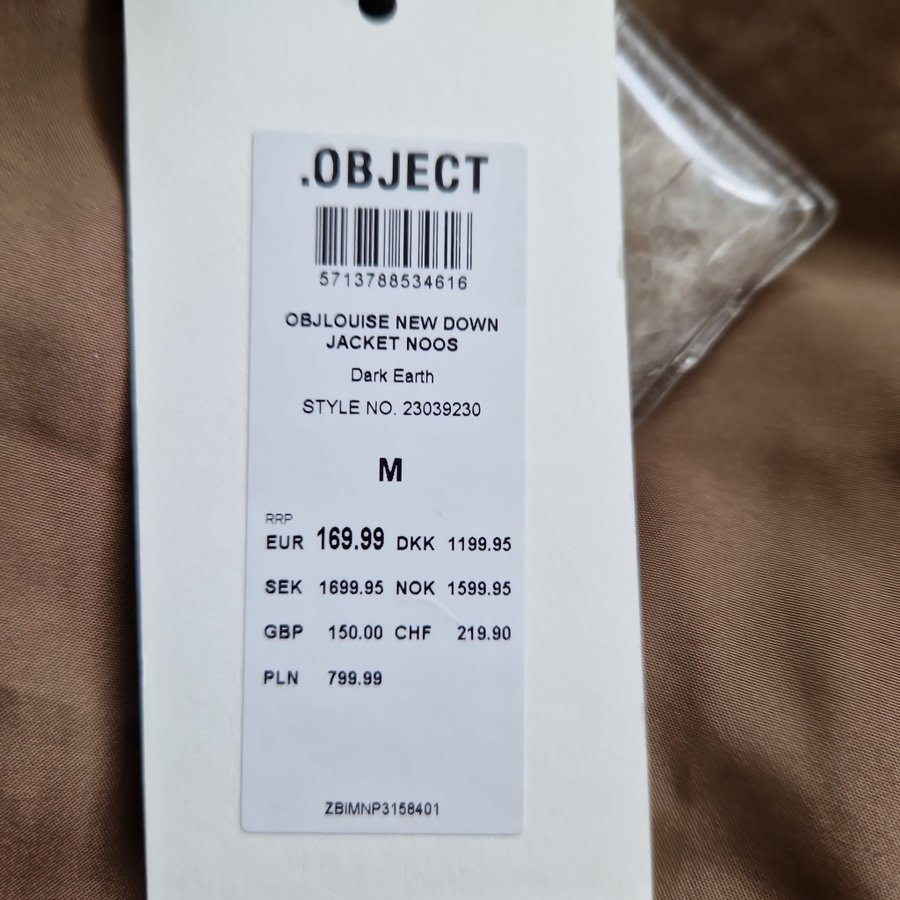 .OBJECT
5713788534616
OBJLOUISE NEW DOWN
JACKET NOOS
Dark Earth
STYLE NO. 23039230
M
RRP
EUR 169.99 DKK 1199.95
SEK 1699.95 NOK 1599.95
GBP 150.00 CHF 219.90
PLN 799.99
ZBIMNP3158401